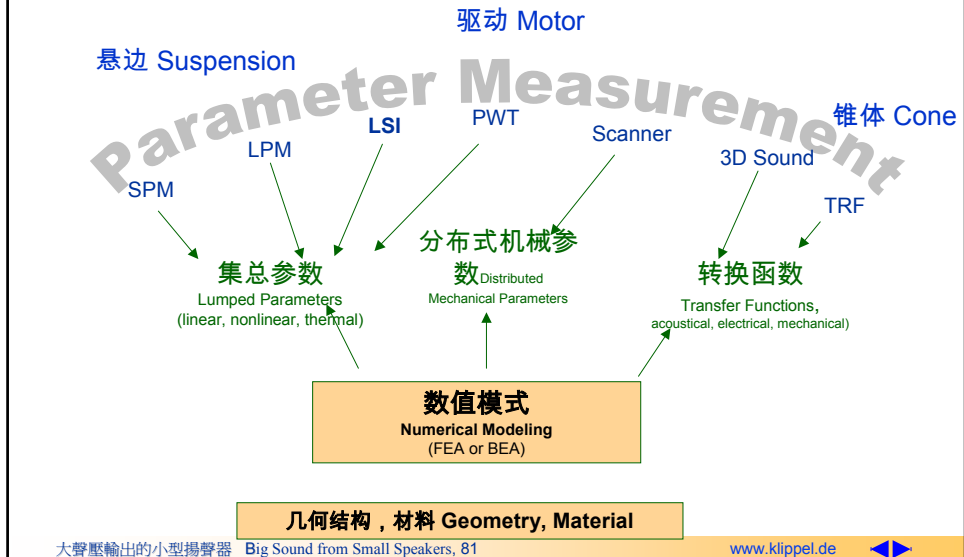 驱动 Motor
悬边 Suspension
Parameter Measurement
锥体 Cone
LSI
PWT
Scanner
LPM
3D Sound
SPM
TRF
集总参数
Lumped Parameters
(linear, nonlinear, thermal)
分布式机械参
数Distributed
Mechanical Parameters
转换函数
Transfer Functions,
acoustical, electrical, mechanical)
数值模式
Numerical Modeling
(FEA or BEA)
几何结构，材料 Geometry, Material
大聲壓輸出的小型揚聲器 Big Sound from Small Speakers, 81
www.klippel.de